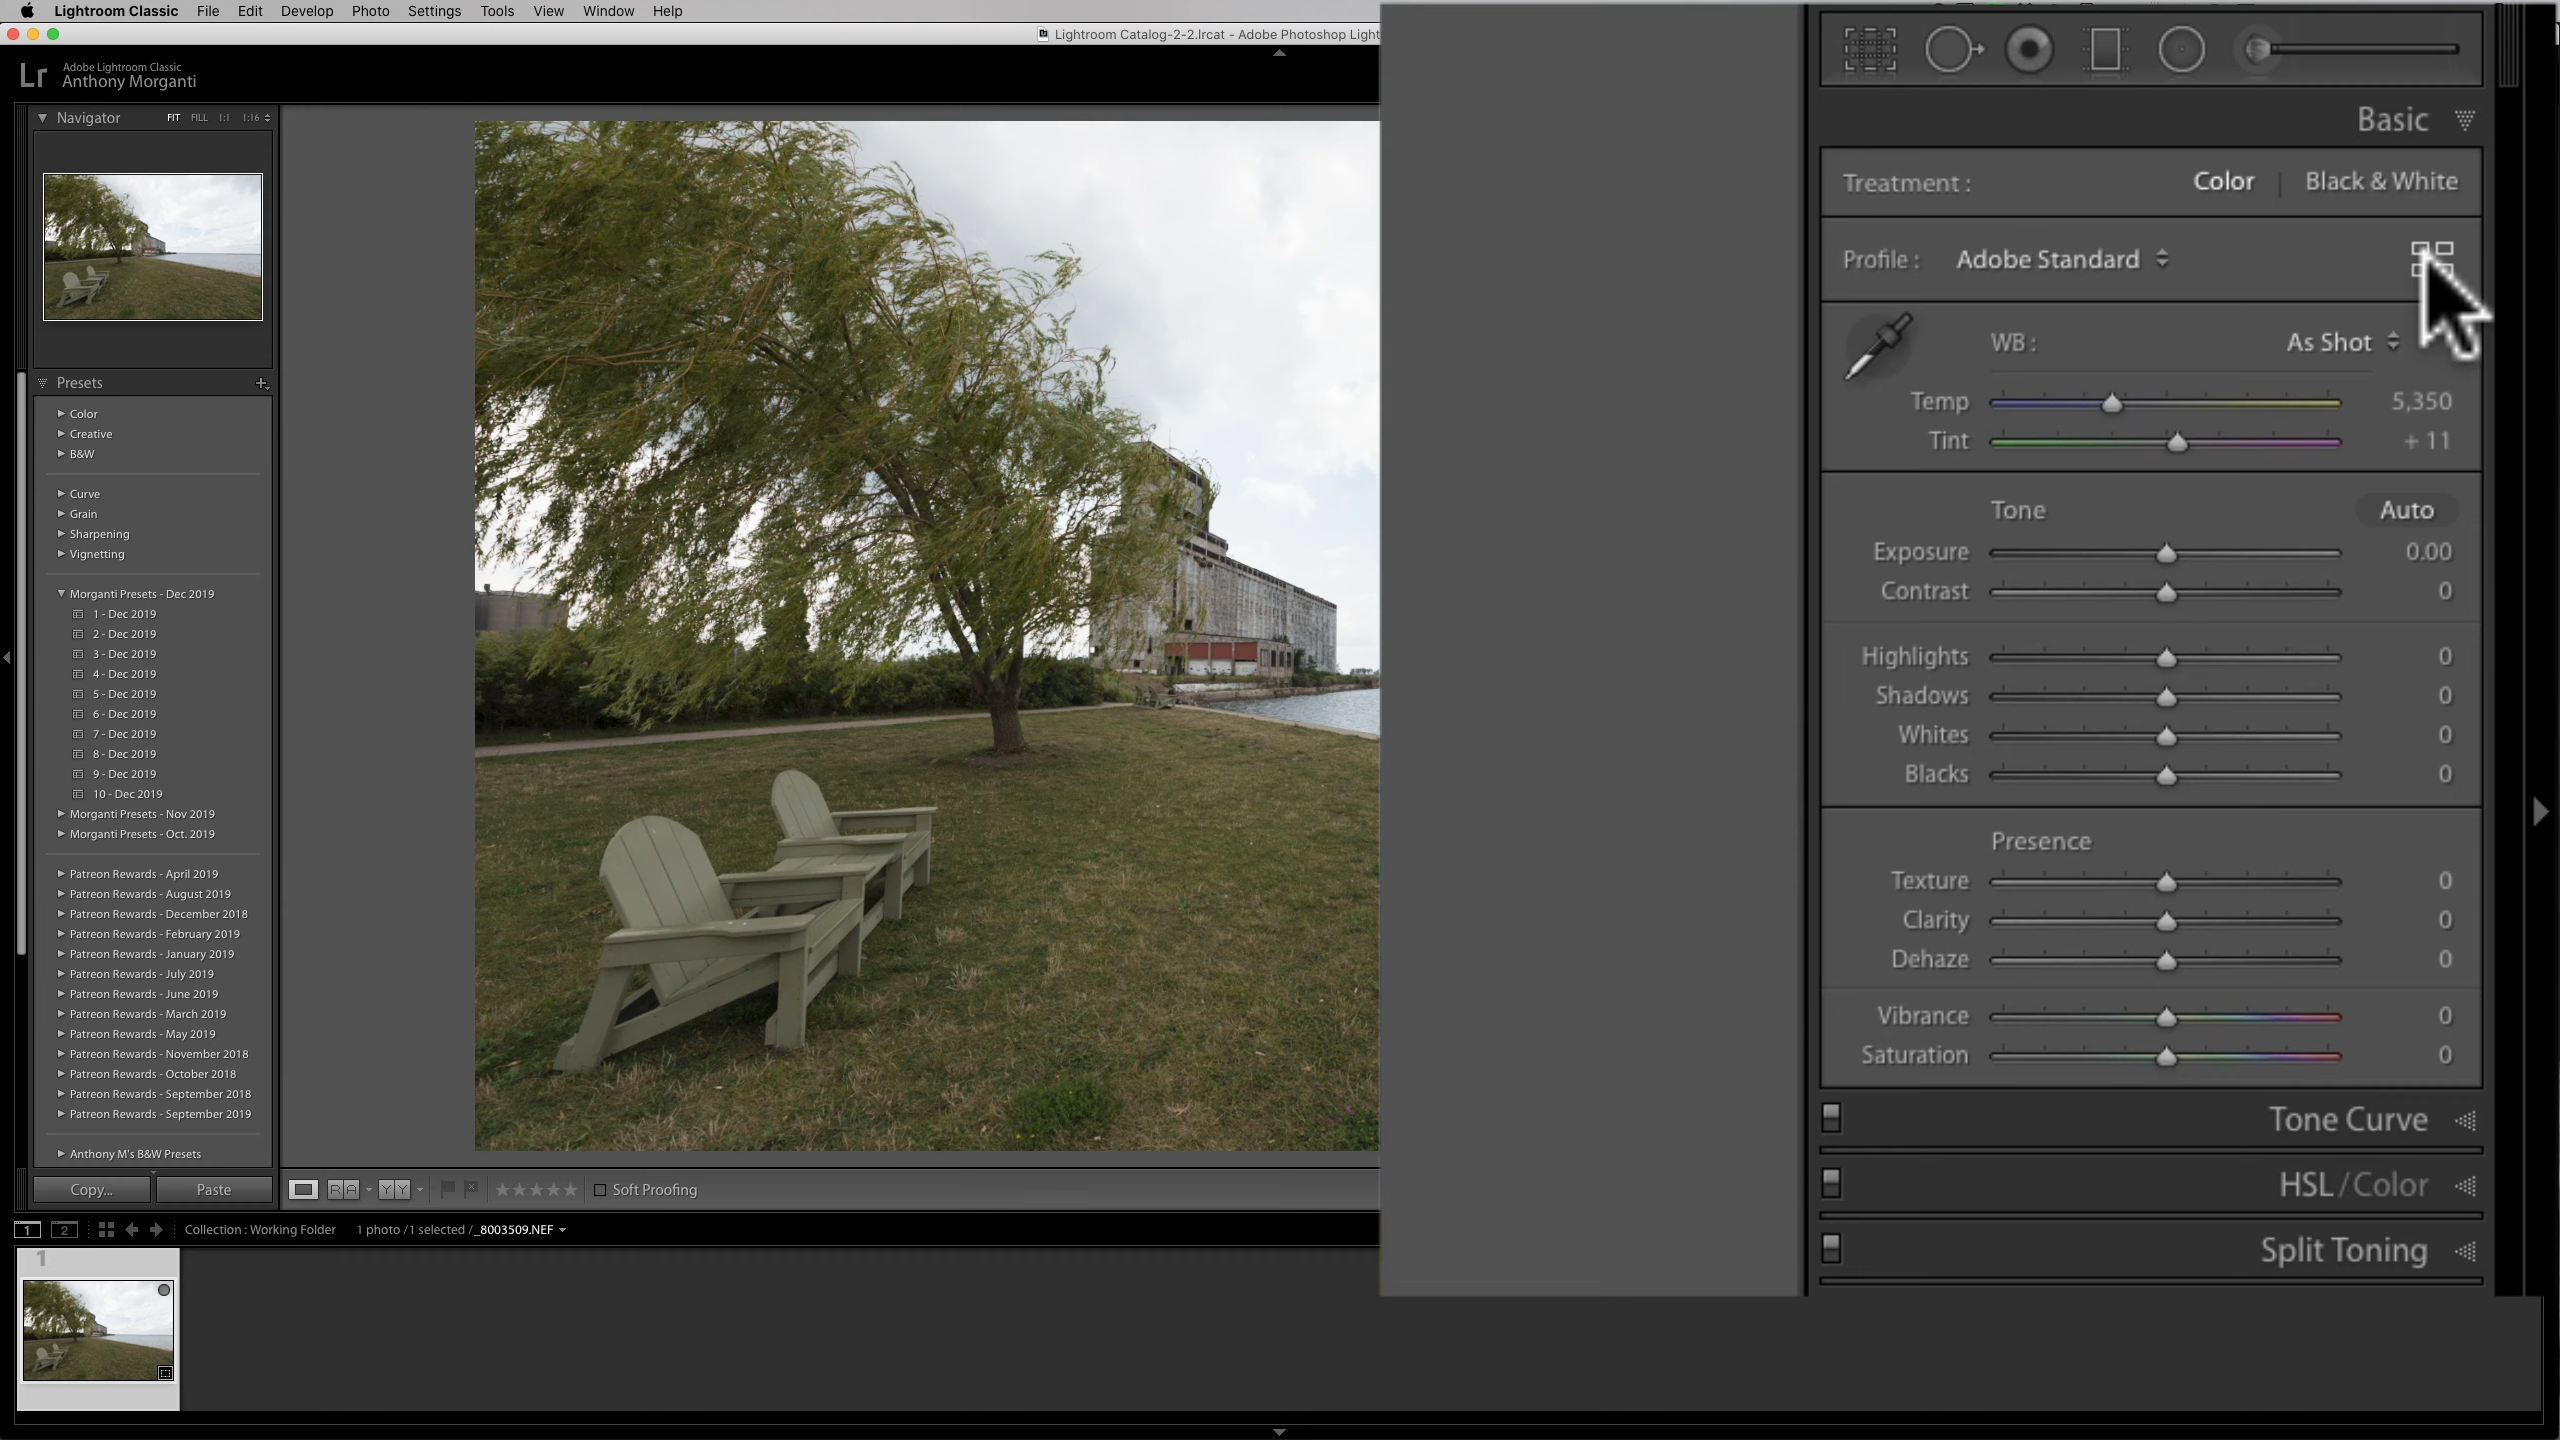 Lightroom Classic File Edit Develop Photo Settings Tools View Window Help
Lightroom Catalog-2-2.lrcat - Adobe Photoshop Light
Lr
Adobe Lightroom Classic
Anthony Morganti
Navigator FIT FILL 1:1 1:16
Presets
Color
Creative
B&W
Curve
Grain
Sharpening
Vignetting
Morganti Presets - Dec 2019
1 - Dec 2019
2 - Dec 2019
3 - Dec 2019
4 - Dec 2019
5 - Dec 2019
6 - Dec 2019
7 - Dec 2019
8 - Dec 2019
9 - Dec 2019
10 - Dec 2019
Morganti Presets - Nov 2019
Morganti Presets - Oct. 2019
Patreon Rewards - April 2019
Patreon Rewards - August 2019
Patreon Rewards - December 2018
Patreon Rewards - February 2019
Patreon Rewards - January 2019
Patreon Rewards - July 2019
Patreon Rewards - June 2019
Patreon Rewards - March 2019
Patreon Rewards - May 2019
Patreon Rewards - November 2018
Patreon Rewards - October 2018
Patreon Rewards - September 2018
Patreon Rewards - September 2019
Anthony M's B&W Presets
Copy... Paste
R A Y Y Soft Proofing
1 2 Collection : Working Folder 1 photo / 1 selected / _8003509.NEF
1
Basic
Treatment : Color Black & White
Profile : Adobe Standard
WB : As Shot
Temp 5,350
Tint + 11
Tone Auto
Exposure 0.00
Contrast 0
Highlights 0
Shadows 0
Whites 0
Blacks 0
Presence
Texture 0
Clarity 0
Dehaze 0
Vibrance 0
Saturation 0
Tone Curve
HSL / Color
Split Toning